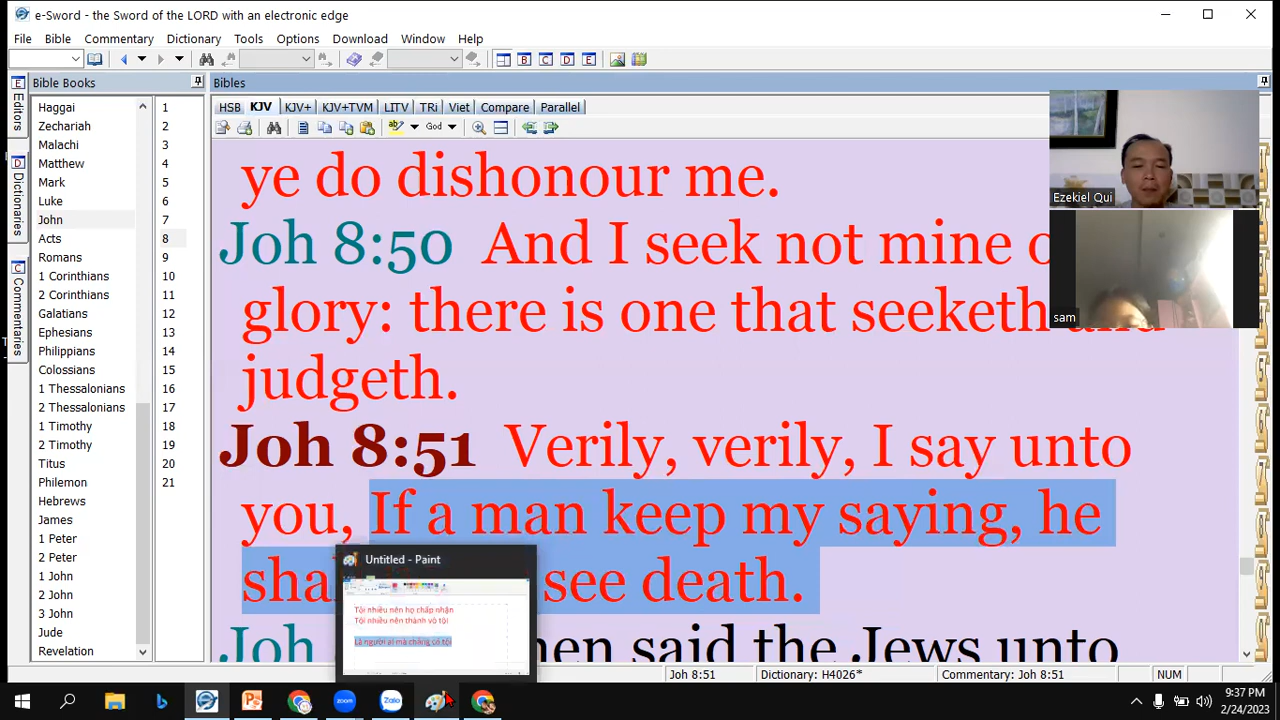 e-Sword - the Sword of the LORD with an electronic edge
File Bible Commentary Dictionary Tools Options Download Window Help
B C D E
Bible Books
Bibles
E Editors
D Dictionaries
C Commentaries
HSB KJV KJV+ KJV+TVM LITV TRi Viet Compare Parallel
God
Haggai 1
Zechariah 2
Malachi 3
Matthew 4
Mark 5
Luke 6
John 7
Acts 8
Romans 9
1 Corinthians 10
2 Corinthians 11
Galatians 12
Ephesians 13
Philippians 14
Colossians 15
1 Thessalonians 16
2 Thessalonians 17
1 Timothy 18
2 Timothy 19
Titus 20
Philemon 21
Hebrews
James
1 Peter
2 Peter
1 John
2 John
3 John
Jude
Revelation
ye do dishonour me.
Joh 8:50 And I seek not mine
glory: there is one that seeketh
judgeth.
Joh 8:51 Verily, verily, I say unto
you, If a man keep my saying, he
see death.
Joh said the Jews unto
Ezekiel Qui
sam
Untitled - Paint
Tội nhiều nên họ chấp nhận
Tội nhiều nên thành vô tội
Là người ai mà chẳng có tội
Joh 8:51 Dictionary: H4026* Commentary: Joh 8:51 NUM
zoom Zalo
9:37 PM
2/24/2023